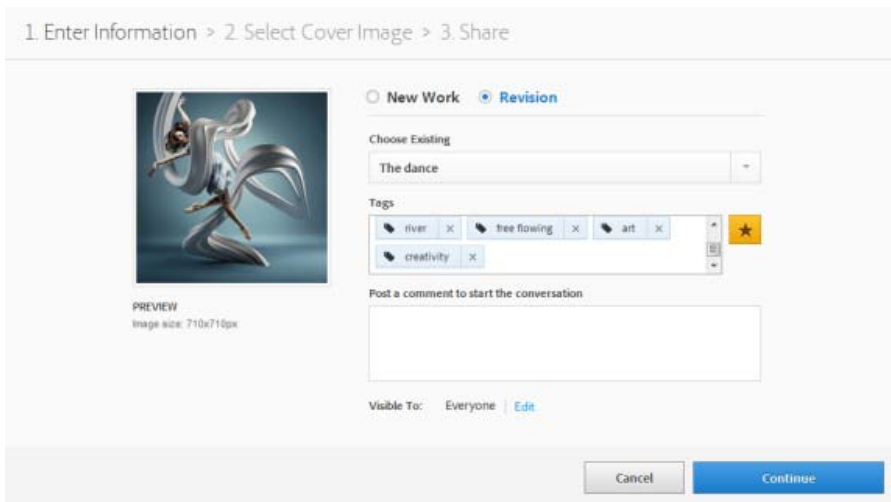 1. Enter Information > 2. Select Cover Image > 3. Share
New Work Revision
Choose Existing
The dance
Tags
river x free flowing x art x
creativity x
Post a comment to start the conversation
PREVIEW
Image size: 710x710px
Visible To: Everyone | Edit
Cancel Continue